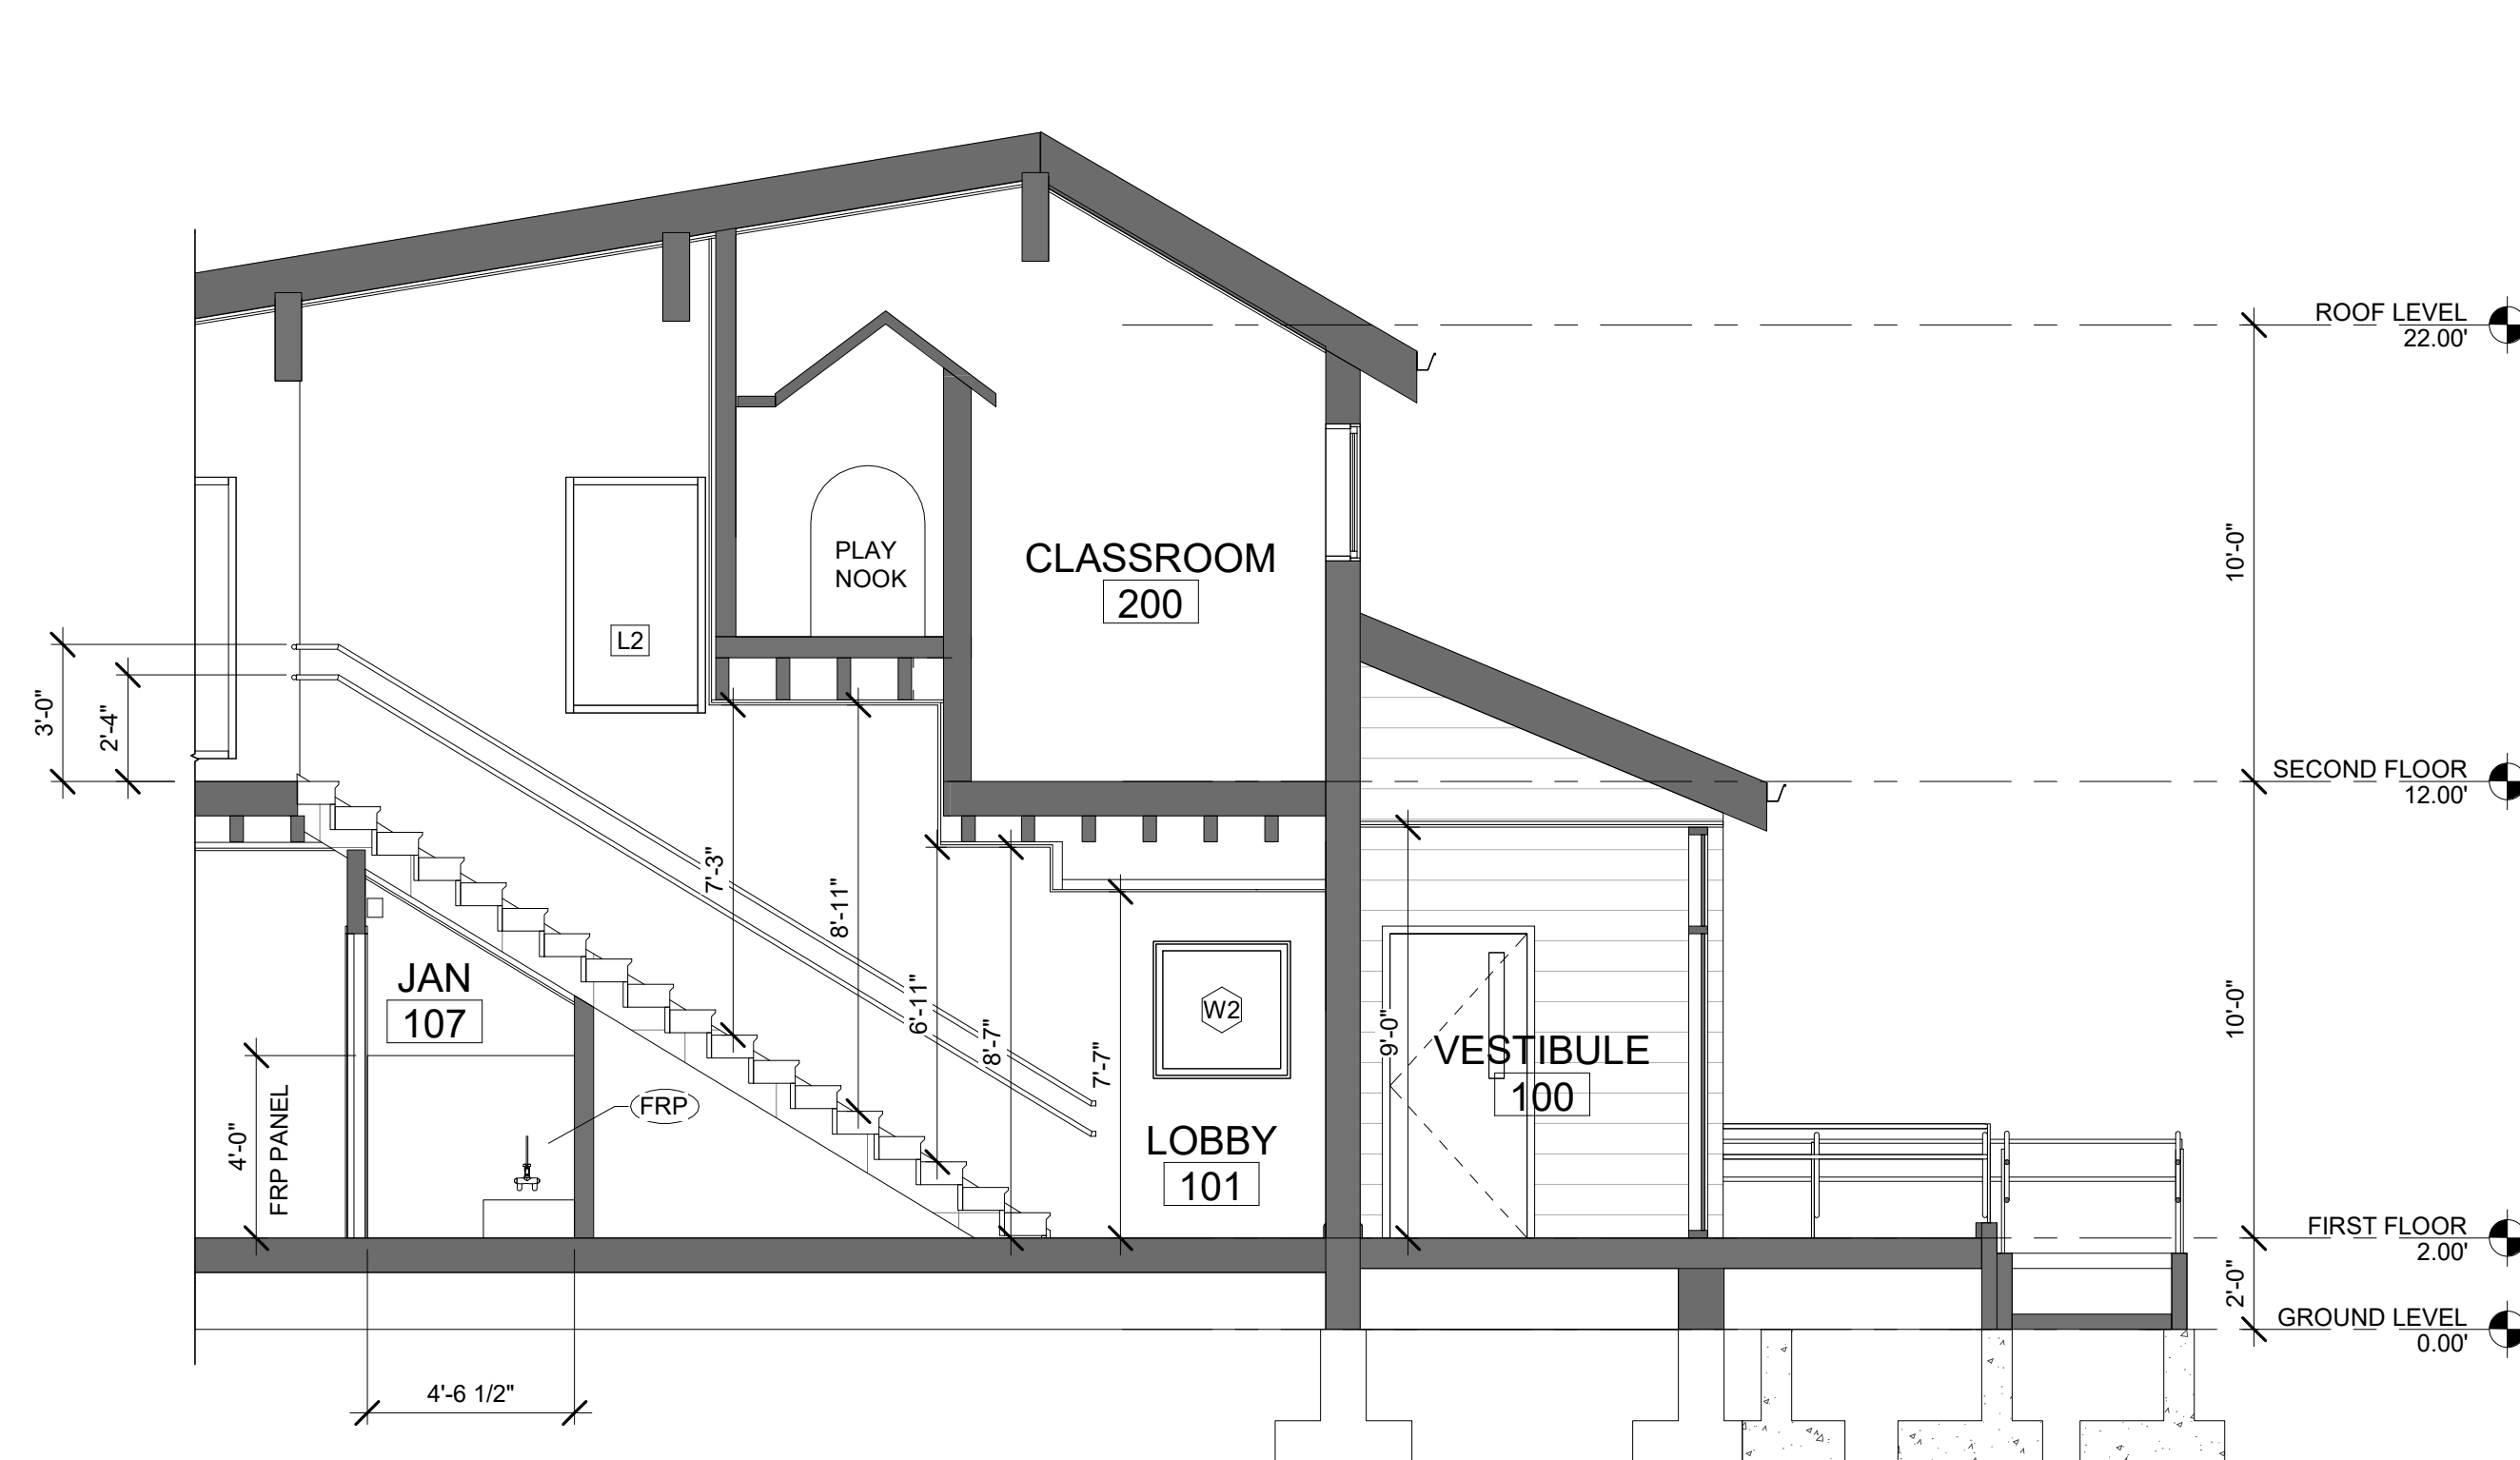 ROOF LEVEL
22.00'
10'-0"
PLAY
NOOK
CLASSROOM
200
L2
3'-0"
2'-4"
SECOND FLOOR
12.00'
7'-3"
8'-11"
6'-11"
8'-7"
7'-7"
9'-0"
10'-0"
JAN
107
W2
VESTIBULE
100
FRP
4'-0"
FRP PANEL
LOBBY
101
FIRST FLOOR
2.00'
2'-0"
GROUND LEVEL
0.00'
4'-6 1/2"